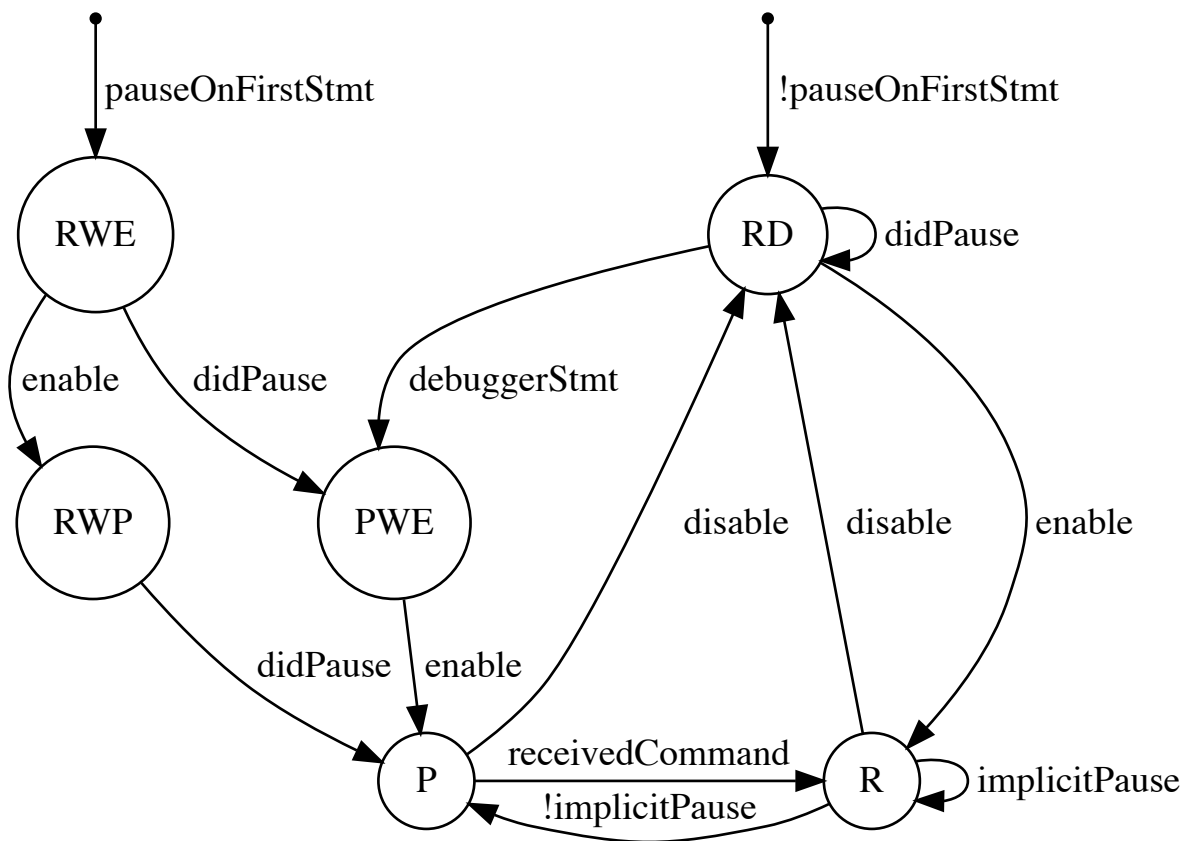 pauseOnFirstStmt
!pauseOnFirstStmt
RWE
RD
didPause
enable
didPause
debuggerStmt
RWP
PWE
disable
disable
enable
didPause
enable
receivedCommand
P
R
implicitPause
!implicitPause